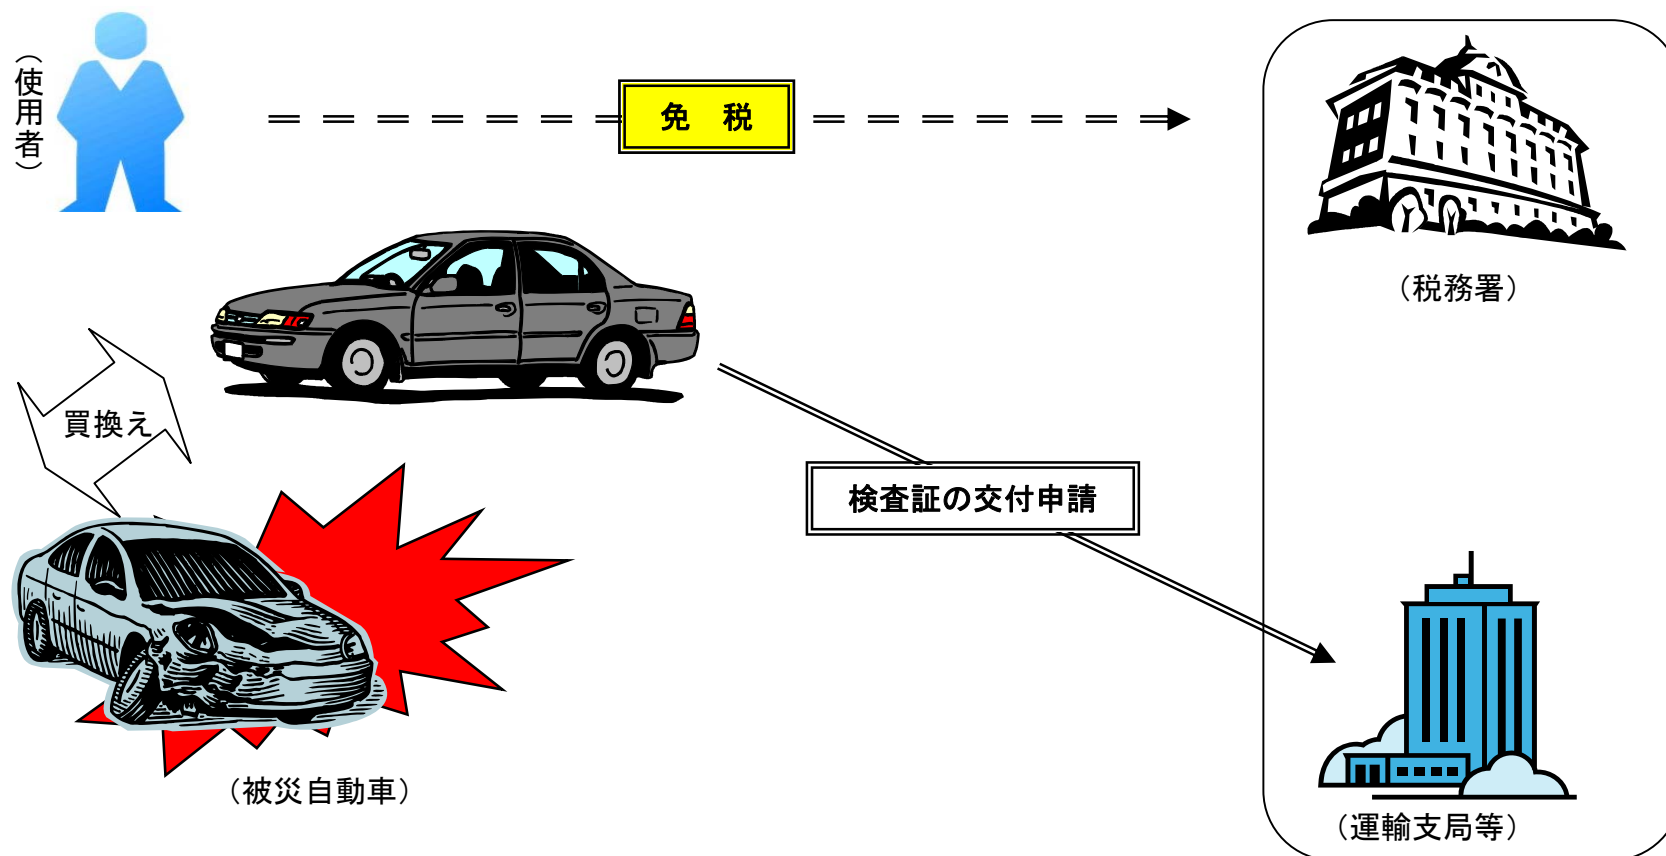 （使用者）
免　税
（税務署）
買換え
検査証の交付申請
（被災自動車）
（運輸支局等）